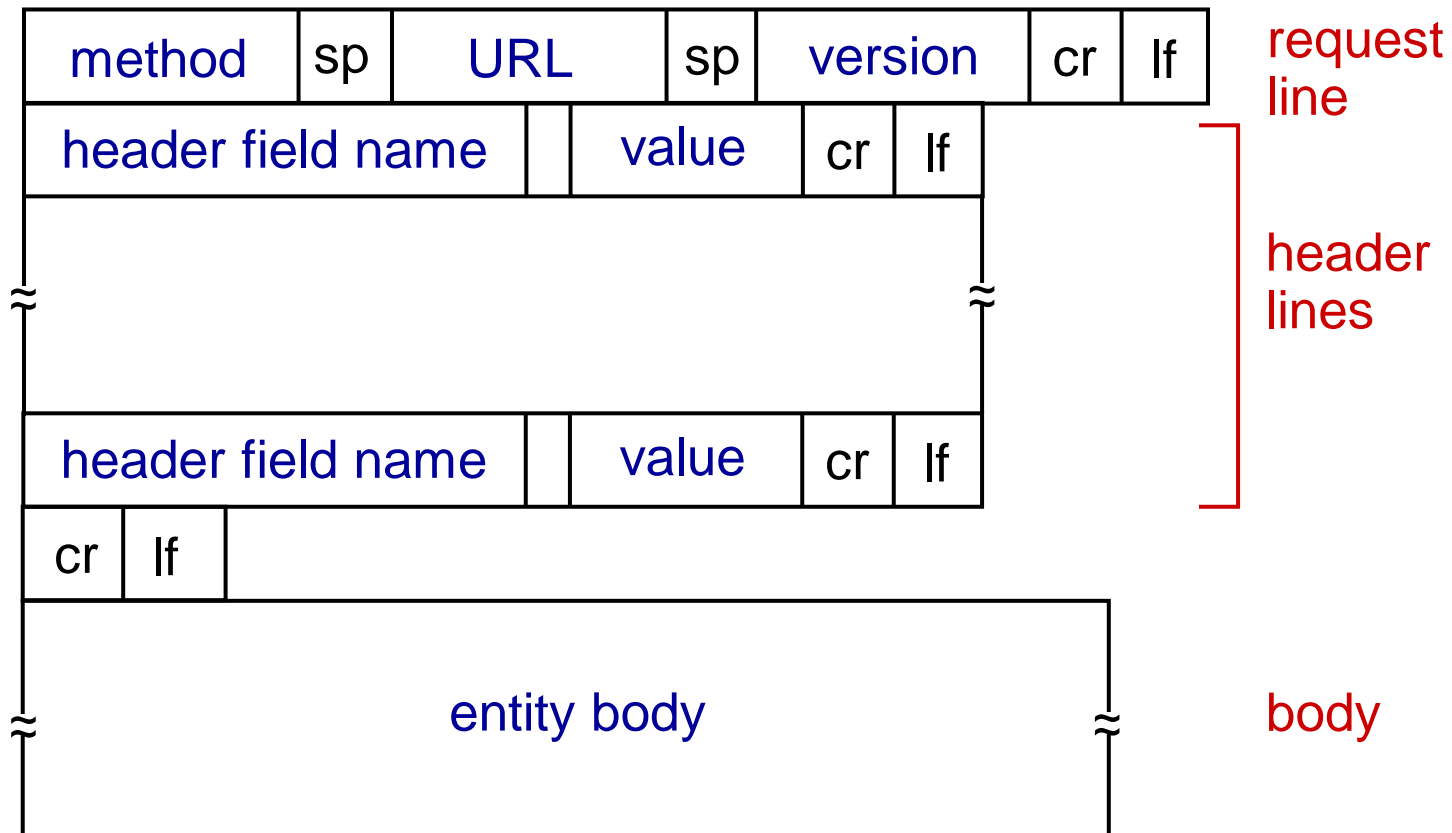 method sp URL sp version cr lf
request
line
header field name value cr lf
header
lines
header field name value cr lf
cr lf
entity body
body